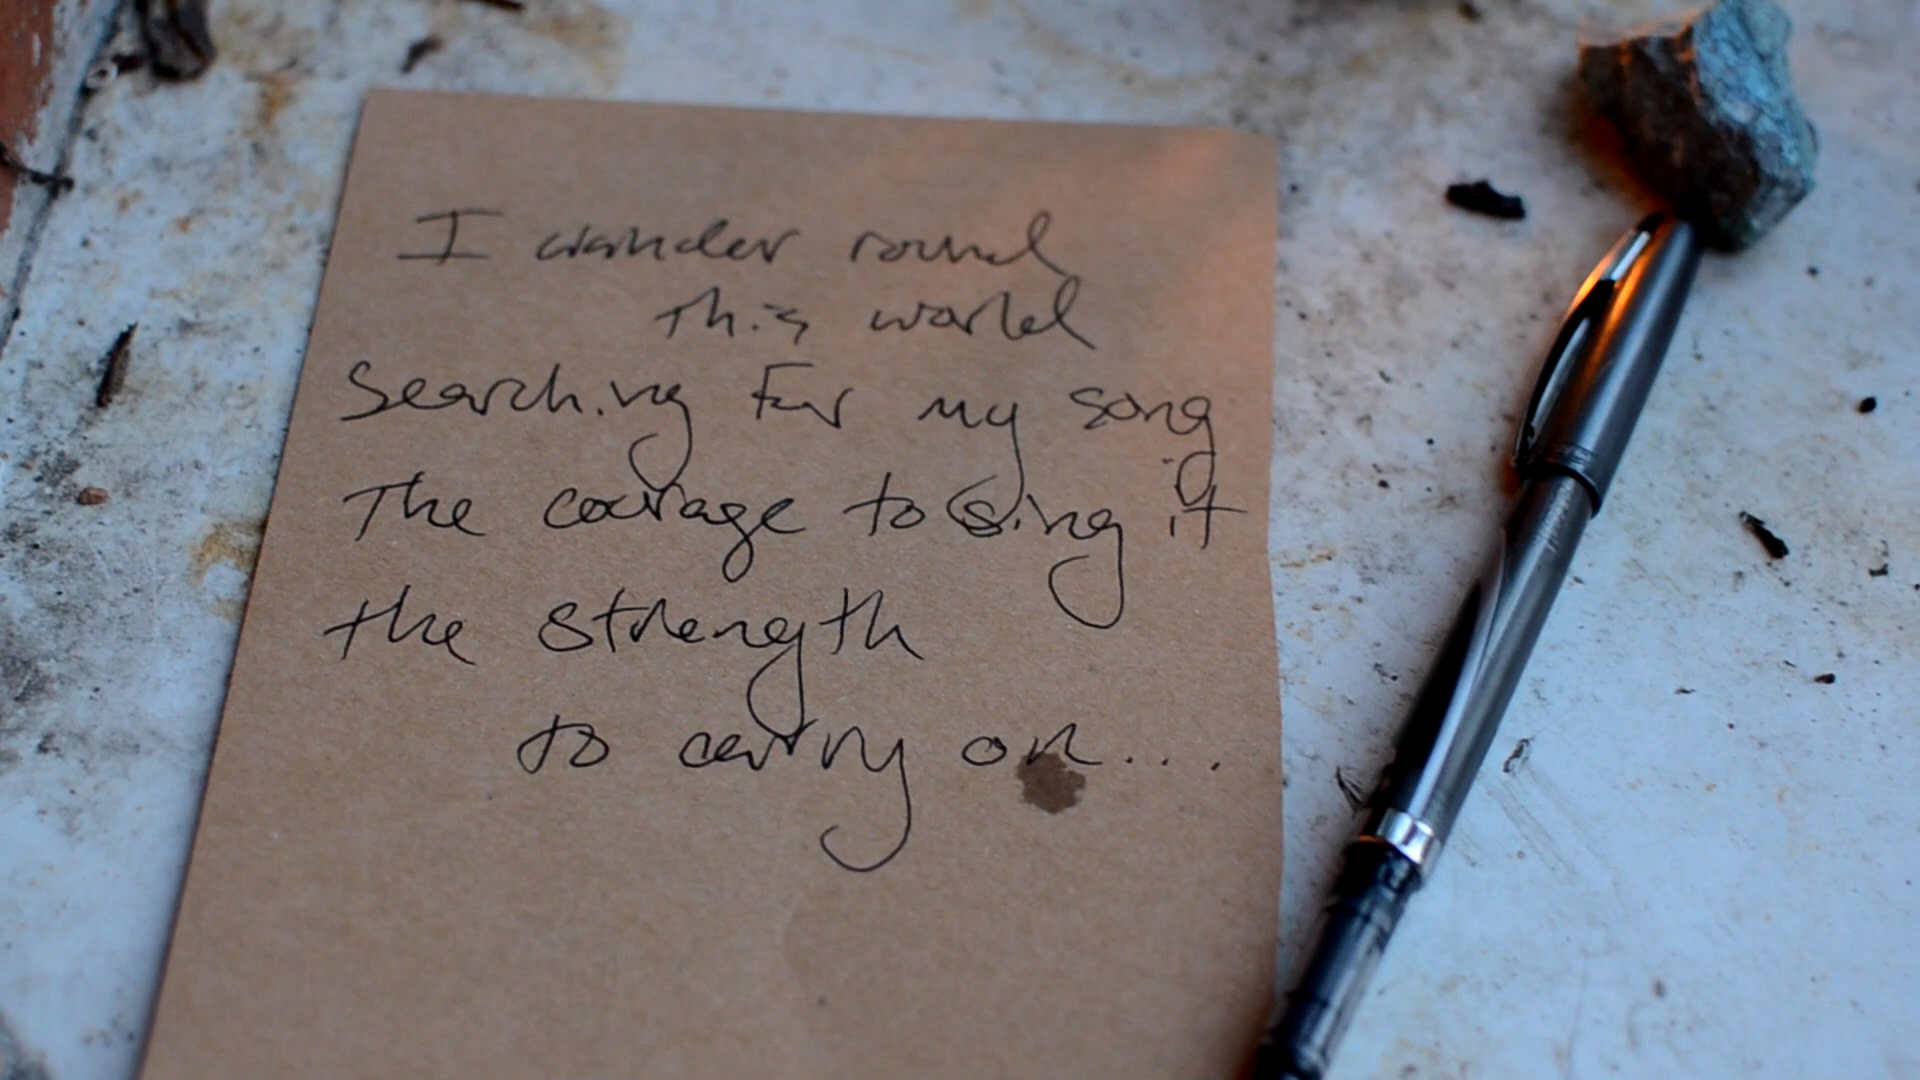 I wander round
this world
Searching For my song
The courage to sing it
the strength
to carry on....